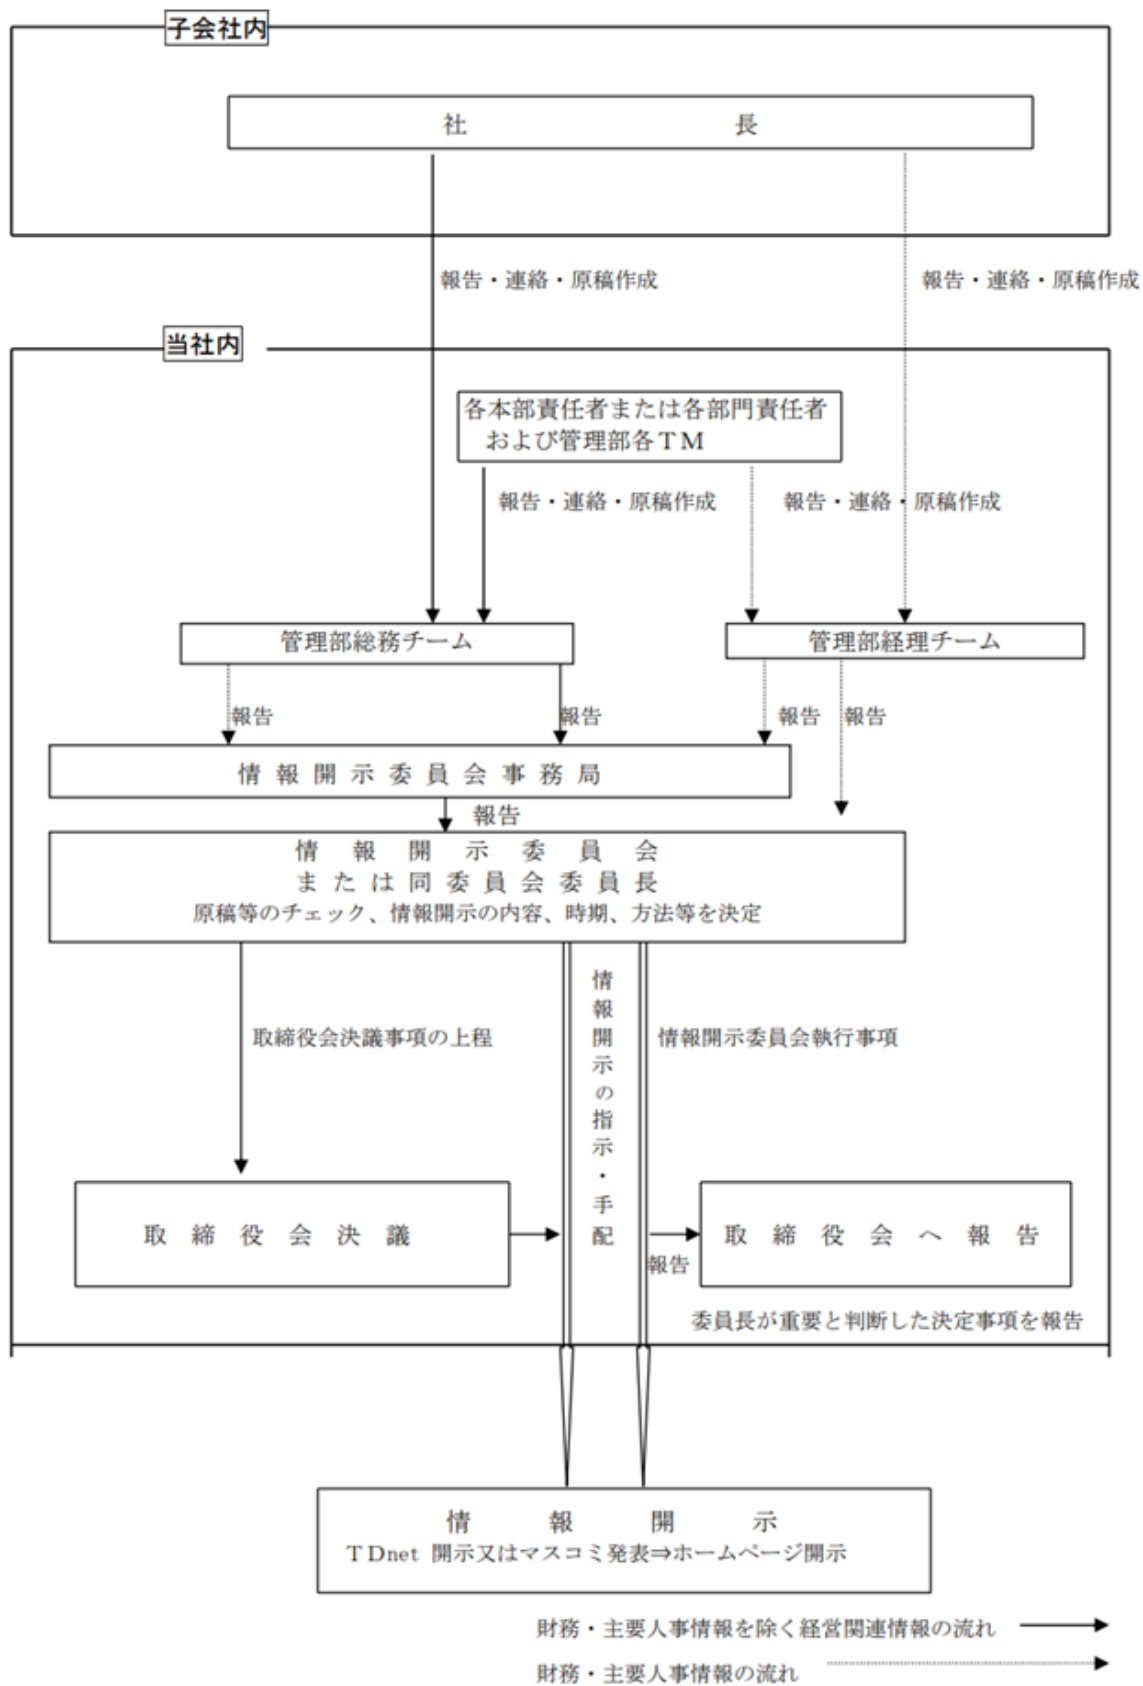 子会社内
社長
報告・連絡・原稿作成
報告・連絡・原稿作成
当社内
各本部責任者または各部門責任者
および管理部各ＴＭ
報告・連絡・原稿作成
報告・連絡・原稿作成
管理部総務チーム
管理部経理チーム
報告
報告
報告
報告
情報開示委員会事務局
報告
情報開示委員会
または同委員会委員長
原稿等のチェック、情報開示の内容、時期、方法等を決定
情報開示の指示・手配
取締役会決議事項の上程
情報開示委員会執行事項
取締役会決議
取締役会へ報告
報告
委員長が重要と判断した決定事項を報告
情報開示
ＴＤnet 開示又はマスコミ発表⇒ホームページ開示
財務・主要人事情報を除く経営関連情報の流れ
財務・主要人事情報の流れ